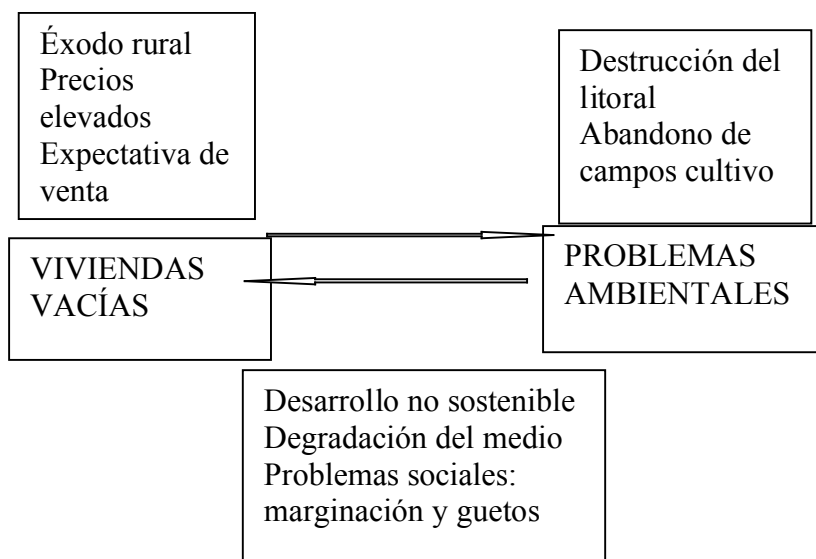 Éxodo rural
Precios
elevados
Expectativa de
venta
Destrucción del
litoral
Abandono de
campos cultivo
VIVIENDAS
VACÍAS
PROBLEMAS
AMBIENTALES
Desarrollo no sostenible
Degradación del medio
Problemas sociales:
marginación y guetos